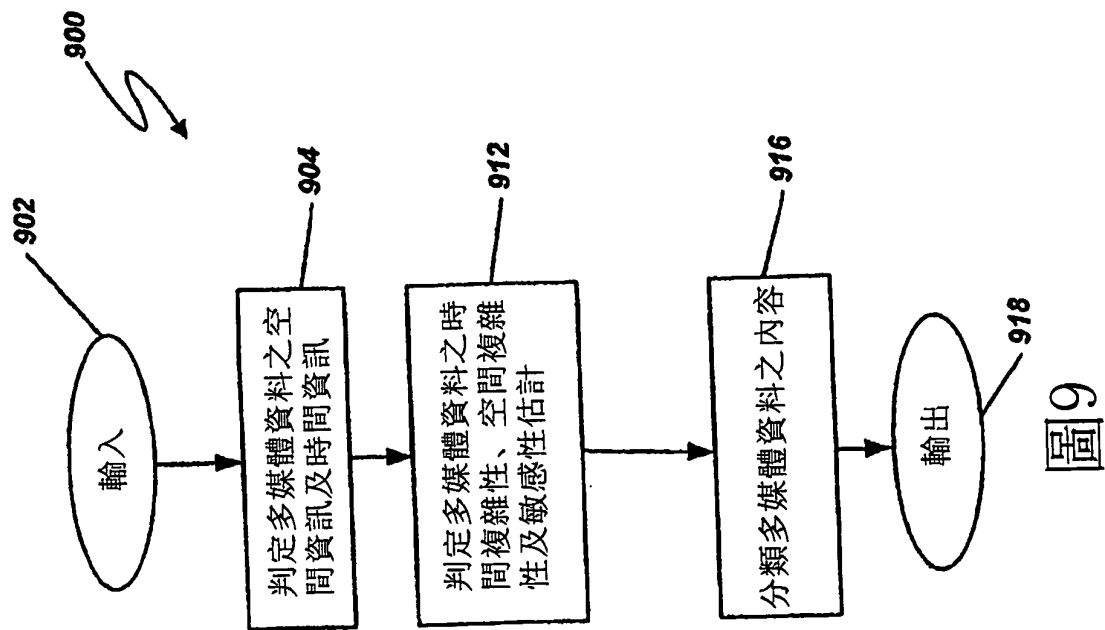 900
902
輸入
904
判定多媒體資料之空
間資訊及時間資訊
912
判定多媒體資料之時
間複雜性、空間複雜
性及敏感性估計
916
分類多媒體資料之內容
輸出
918
圖9